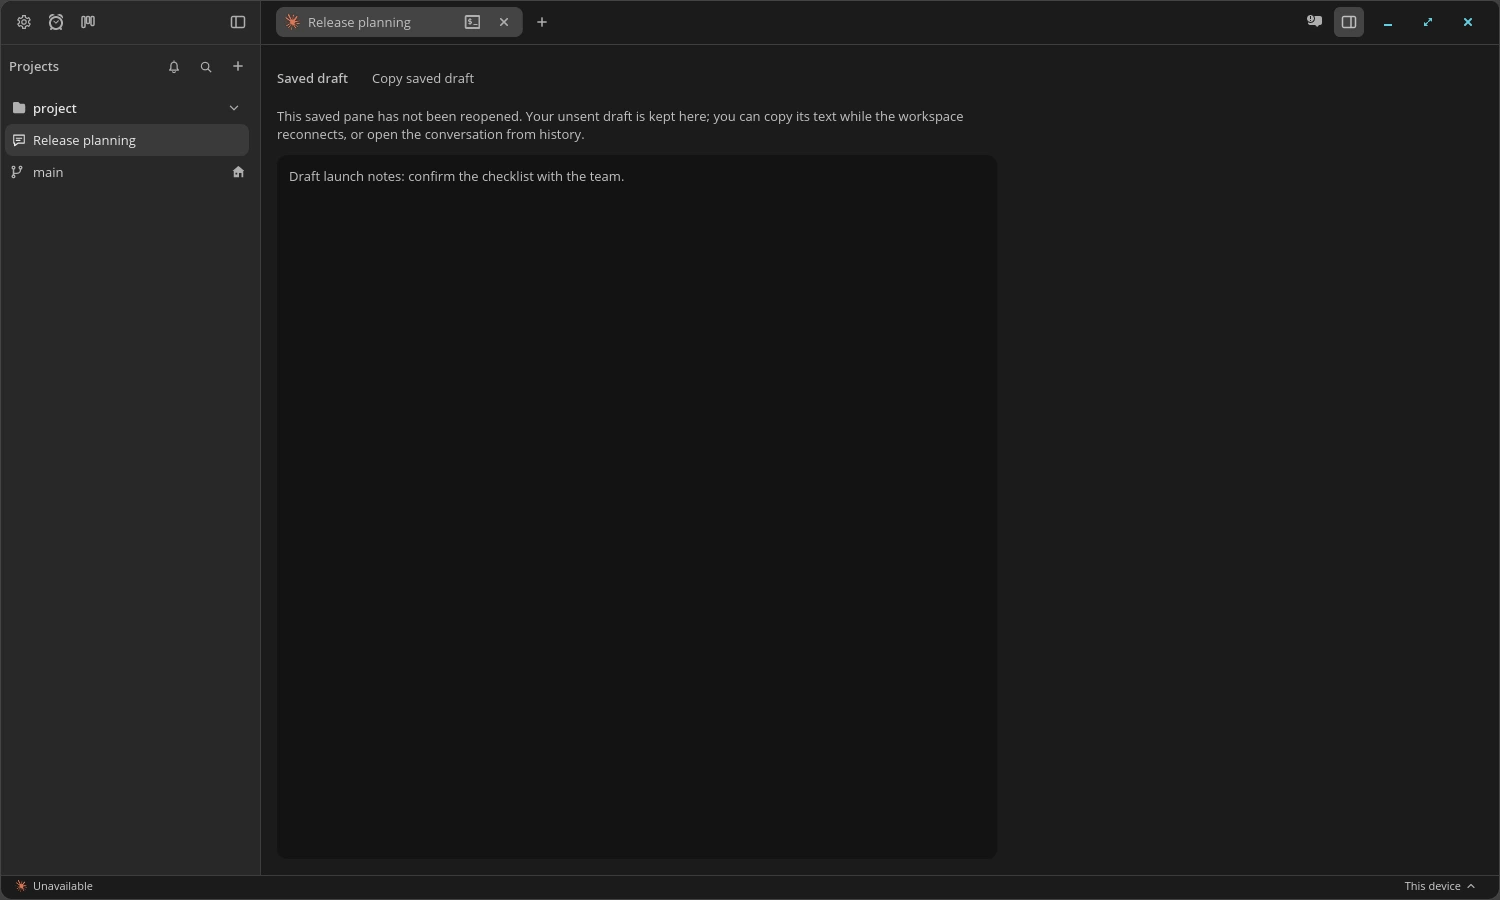 Release planning
Projects
project
Release planning
main
Saved draft
Copy saved draft
This saved pane has not been reopened. Your unsent draft is kept here; you can copy its text while the workspace
reconnects, or open the conversation from history.
Draft launch notes: confirm the checklist with the team.
Unavailable
This device